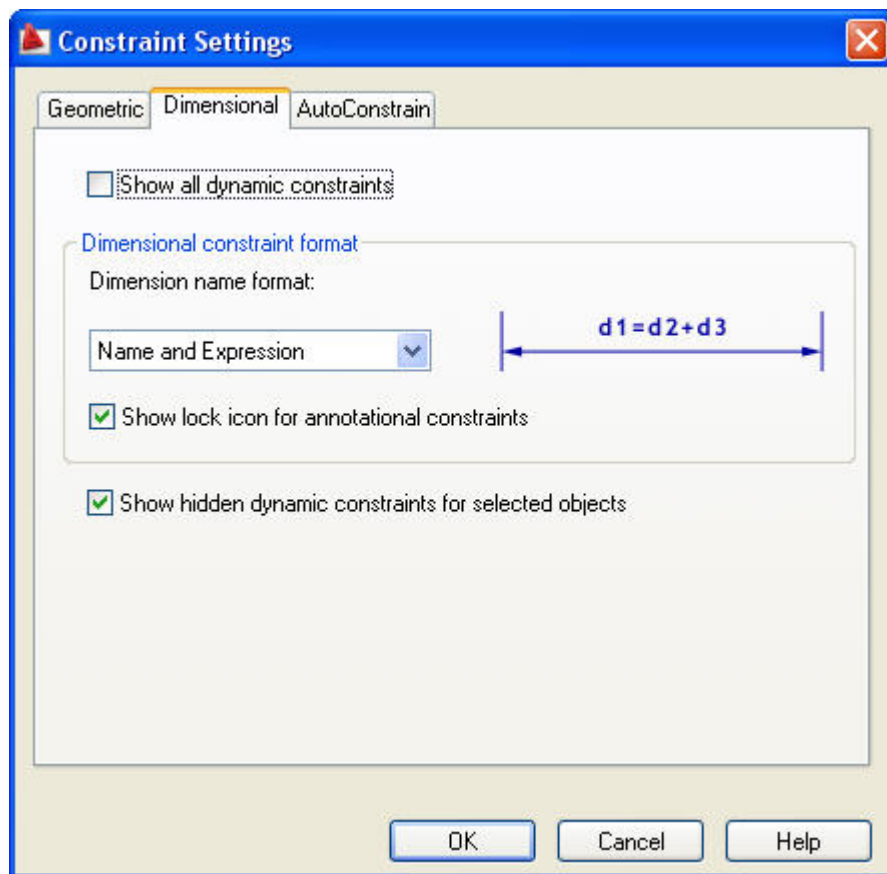 Constraint Settings
Geometric Dimensional AutoConstrain
Show all dynamic constraints
Dimensional constraint format
Dimension name format:
Name and Expression
d1=d2+d3
Show lock icon for annotational constraints
Show hidden dynamic constraints for selected objects
OK Cancel Help